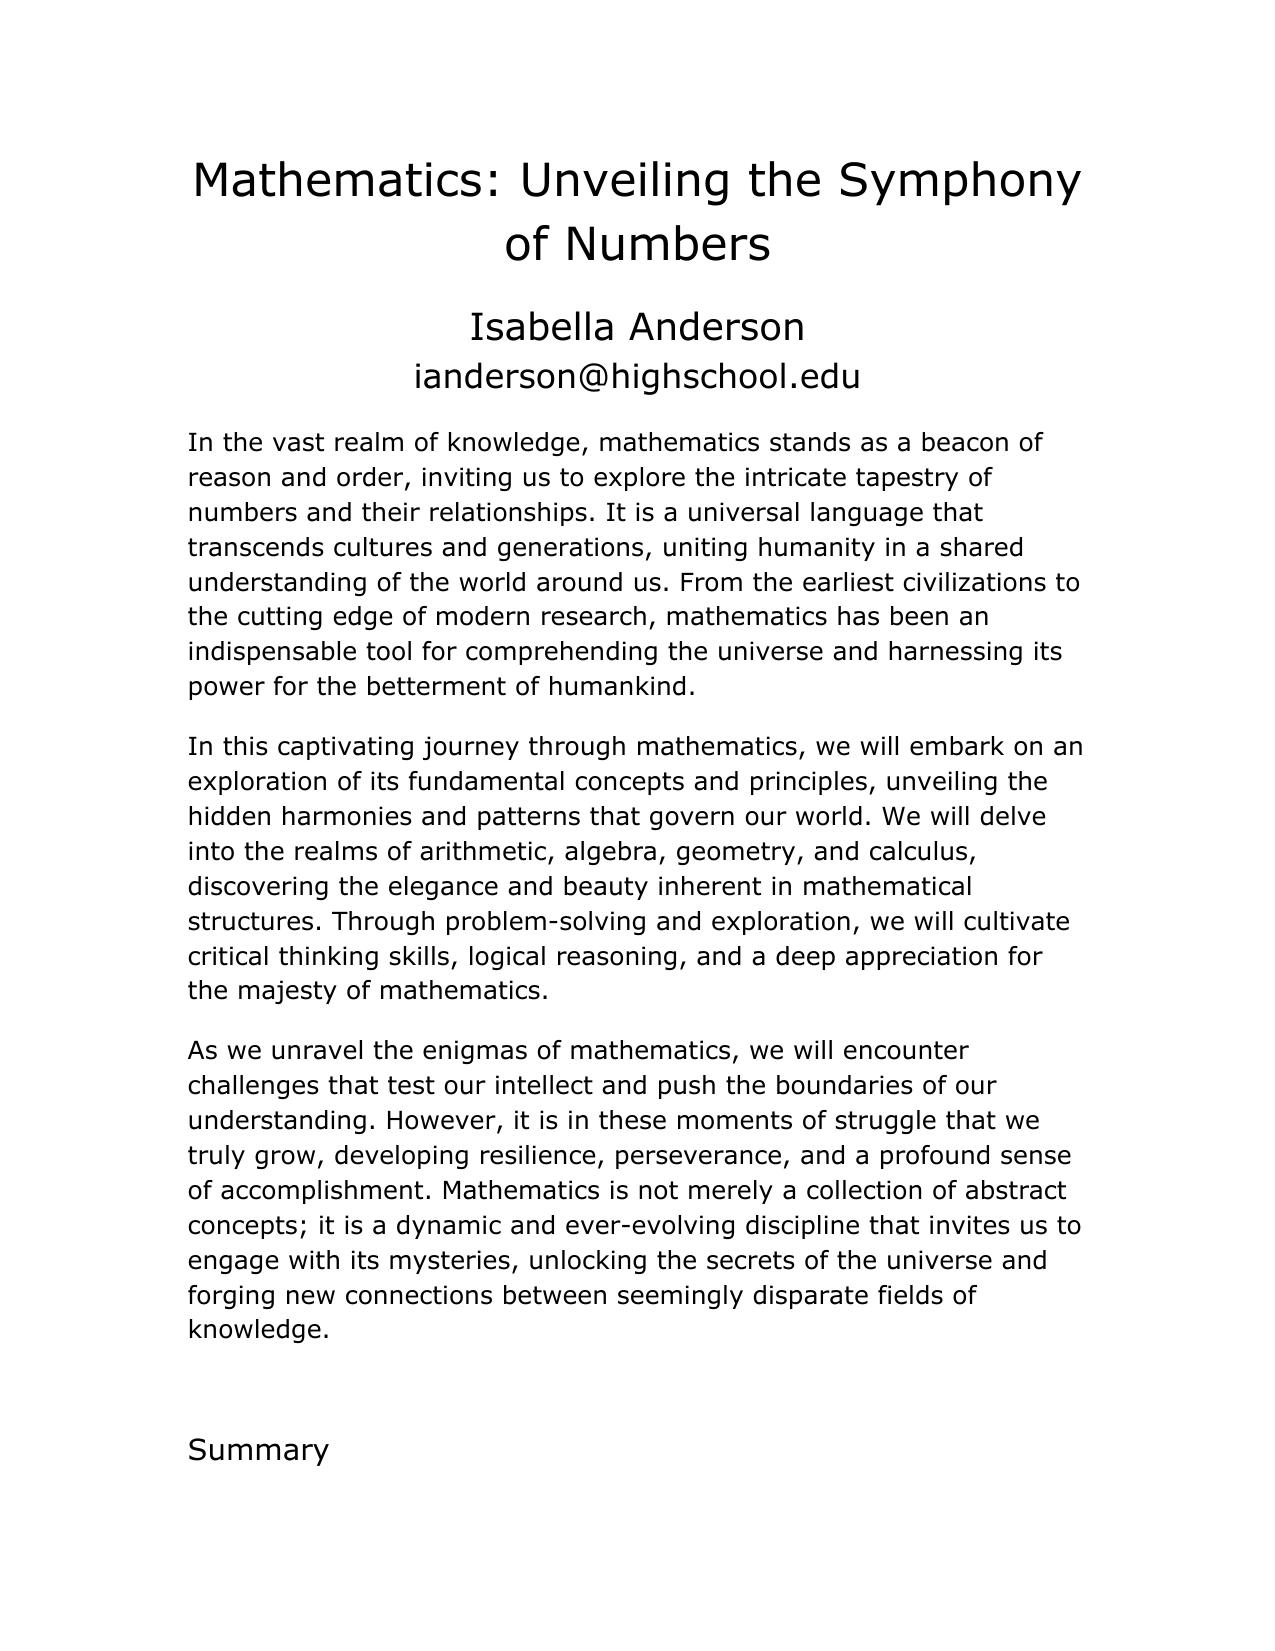 Mathematics: Unveiling the Symphony
of Numbers
Isabella Anderson
ianderson@highschool.edu
In the vast realm of knowledge, mathematics stands as a beacon of
reason and order, inviting us to explore the intricate tapestry of
numbers and their relationships. It is a universal language that
transcends cultures and generations, uniting humanity in a shared
understanding of the world around us. From the earliest civilizations to
the cutting edge of modern research, mathematics has been an
indispensable tool for comprehending the universe and harnessing its
power for the betterment of humankind.
In this captivating journey through mathematics, we will embark on an
exploration of its fundamental concepts and principles, unveiling the
hidden harmonies and patterns that govern our world. We will delve
into the realms of arithmetic, algebra, geometry, and calculus,
discovering the elegance and beauty inherent in mathematical
structures. Through problem-solving and exploration, we will cultivate
critical thinking skills, logical reasoning, and a deep appreciation for
the majesty of mathematics.
As we unravel the enigmas of mathematics, we will encounter
challenges that test our intellect and push the boundaries of our
understanding. However, it is in these moments of struggle that we
truly grow, developing resilience, perseverance, and a profound sense
of accomplishment. Mathematics is not merely a collection of abstract
concepts; it is a dynamic and ever-evolving discipline that invites us to
engage with its mysteries, unlocking the secrets of the universe and
forging new connections between seemingly disparate fields of
knowledge.
Summary